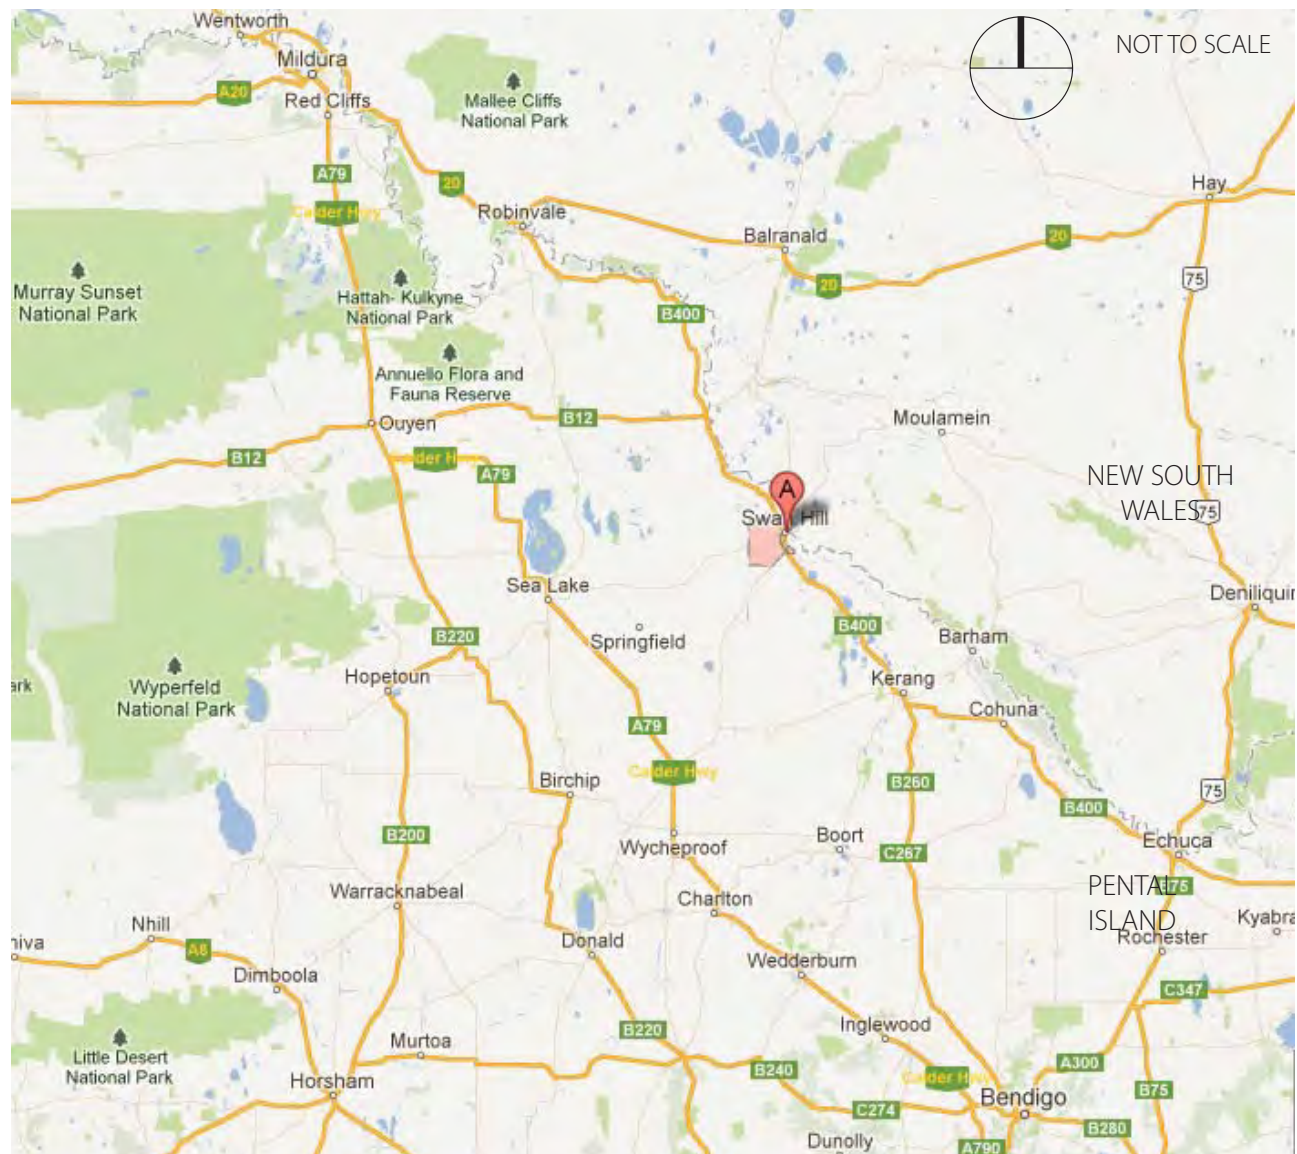 Wentworth
NOT TO SCALE
Mildura
A20
Red Cliffs
Mallee Cliffs
National Park
A79
20
Hay
Calder Hwy
Robinvale
Balranald
20
75
20
Murray Sunset
National Park
Hattah- Kulkyne
National Park
B400
Annuello Flora and
Fauna Reserve
Ouyen
B12
Moulamein
B12
Calder Hwy
A79
NEW SOUTH
WALES
75
A
Swan Hill
Sea Lake
Deniliquin
B220
Springfield
B400
Barham
ark
Wyperfeld
National Park
Hopetoun
Kerang
Cohuna
A79
Calder Hwy
Birchip
B260
75
B400
B200
Wycheproof
Boort
C267
Echuca
Warracknabeal
Charlton
PENTAL
ISLAND
B75
Nhill
niva
A8
Donald
Kyabra
Rochester
Dimboola
Wedderburn
C347
B220
Inglewood
Murtoa
Little Desert
National Park
Horsham
B240
Calder Hwy
A300
B75
Bendigo
C274
B280
Dunolly
A790